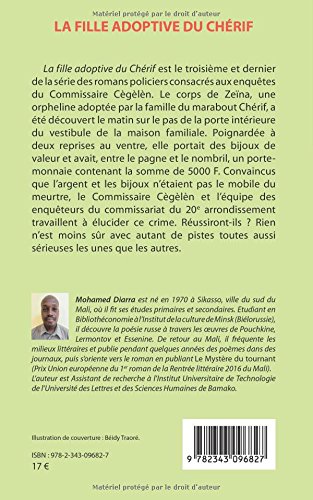 Matériel protégé par le droit d'auteur
LA FILLE ADOPTIVE DU CHÉRIF
La fille adoptive du Chérif est le troisième et dernier
de la série des romans policiers consacrés aux enquêtes
du Commissaire Cègèlèn. Le corps de Zeïna, une
orpheline adoptée par la famille du marabout Chérif, a
été découvert le matin sur le pas de la porte intérieure
du vestibule de la maison familiale. Poignardée à
deux reprises au ventre, elle portait des bijoux de
valeur et avait, entre le pagne et le nombril, un porte-
monnaie contenant la somme de 5000 F. Convaincus
que l'argent et les bijoux n'étaient pas le mobile du
meurtre, le Commissaire Cègèlèn et l'équipe des
enquêteurs du commissariat du 20e arrondissement
travaillent à élucider ce crime. Réussiront-ils ? Rien
n'est moins sûr avec autant de pistes toutes aussi
sérieuses les unes que les autres.
Mohamed Diarra est né en 1970 à Sikasso, ville du sud du
Mali, où il fit ses études primaires et secondaires. Etudiant en
Bibliothéconomie à l'Institut de la culture de Minsk (Biélorussie),
il découvre la poésie russe à travers les œuvres de Pouchkine,
Lermontov et Essenine. De retour au Mali, il fréquente les
milieux littéraires et publie pendant quelques années des poèmes dans des
journaux, puis s'oriente vers le roman en publiant Le Mystère du tournant
(Prix Union européenne du 1er roman de la Rentrée littéraire 2016 du Mali).
L'auteur est Assistant de recherche à l'Institut Universitaire de Technologie
de l'Université des Lettres et des Sciences Humaines de Bamako.
Illustration de couverture : Béïdy Traoré.
ISBN : 978-2-343-09682-7
17 €
9 782343 096827
Matériel protégé par le droit d'auteur